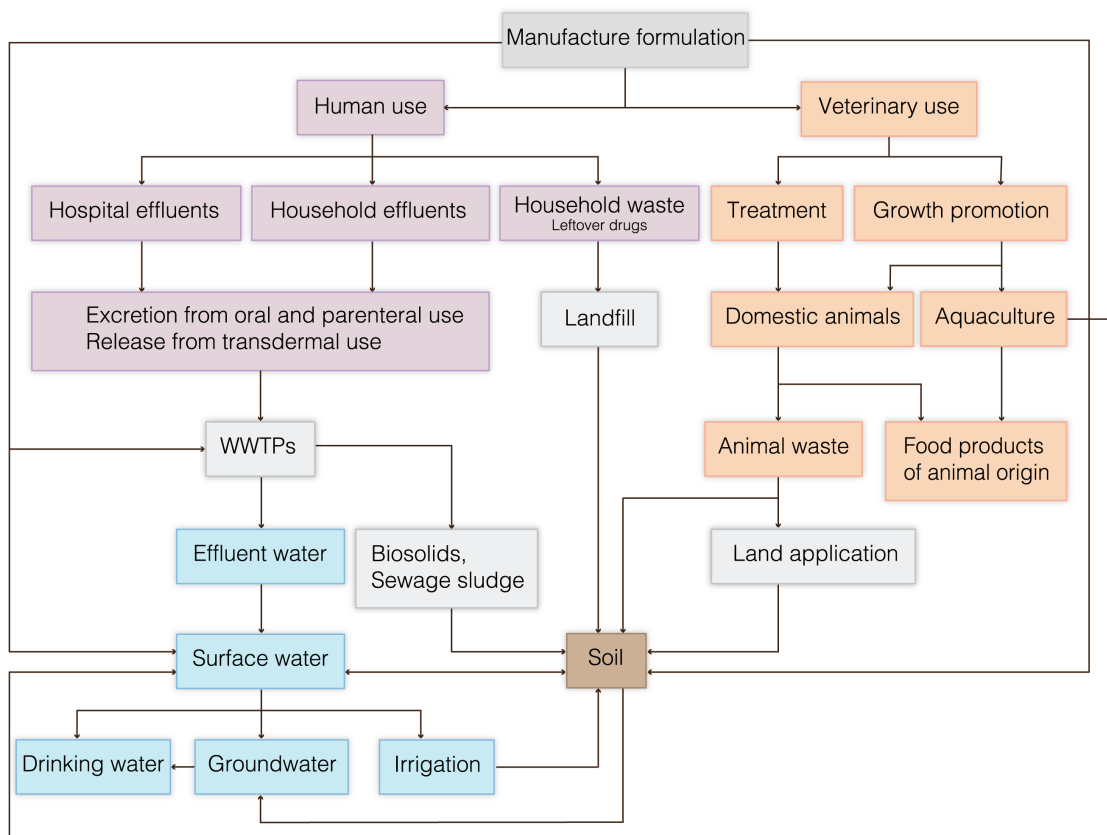 Manufacture formulation
Human use
Veterinary use
Hospital effluents
Household effluents
Household waste
Leftover drugs
Treatment
Growth promotion
Excretion from oral and parenteral use
Release from transdermal use
Landfill
Domestic animals
Aquaculture
WWTPs
Animal waste
Food products
of animal origin
Effluent water
Biosolids,
Sewage sludge
Land application
Surface water
Soil
Drinking water
Groundwater
Irrigation